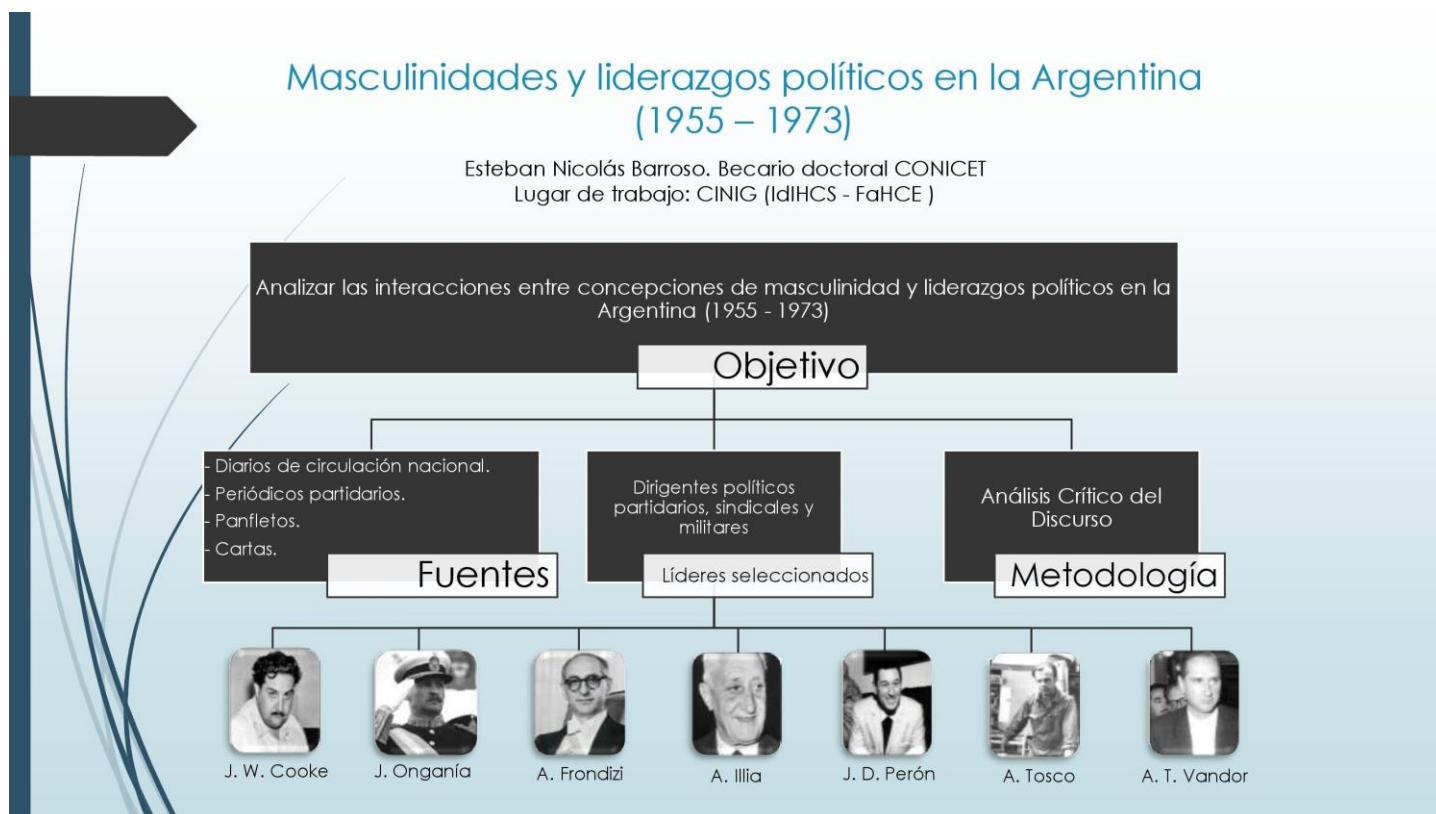 Masculinidades y liderazgos políticos en la Argentina
(1955 – 1973)
Esteban Nicolás Barroso. Becario doctoral CONICET
Lugar de trabajo: CINIG (IdIHCS - FaHCE )
Analizar las interacciones entre concepciones de masculinidad y liderazgos políticos en la
Argentina (1955 - 1973)
Objetivo
- Diarios de circulación nacional.
- Periódicos partidarios.
- Panfletos.
- Cartas.
Fuentes
Dirigentes políticos
partidarios, sindicales y
militares
Líderes seleccionados
Análisis Crítico del
Discurso
Metodología
J. W. Cooke
J. Onganía
A. Frondizi
A. Illia
J. D. Perón
A. Tosco
A. T. Vandor